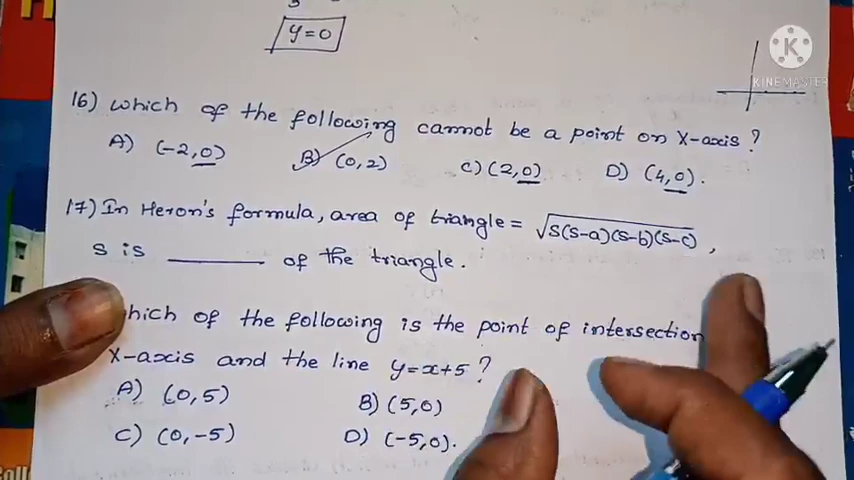 y=0
K
KINEMASTER
16) which of the following cannot be a point on X-axis ?
A) (-2,0) B) (0,2) C) (2,0) D) (4,0).
17) In Heron's formula, area of triangle = √s(s-a)(s-b)(s-c) ,
s is ________ of the triangle.
which of the following is the point of intersection
X-axis and the line y=x+5 ?
A) (0,5) B) (5,0)
C) (0,-5) D) (-5,0).